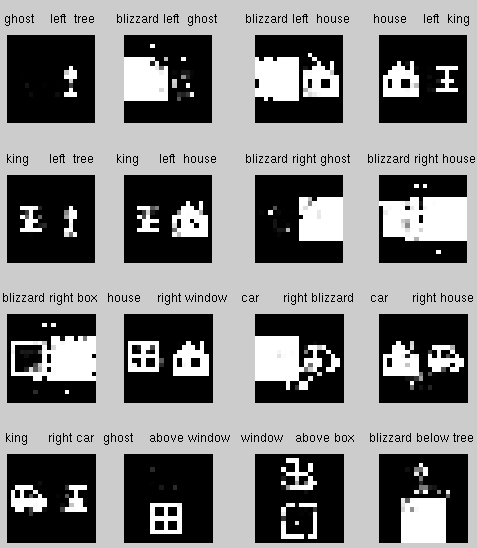 ghost left tree blizzard left ghost blizzard left house house left king
king left tree king left house blizzard right ghost blizzard right house
blizzard right box house right window car right blizzard car right house
king right car ghost above window window above box blizzard below tree